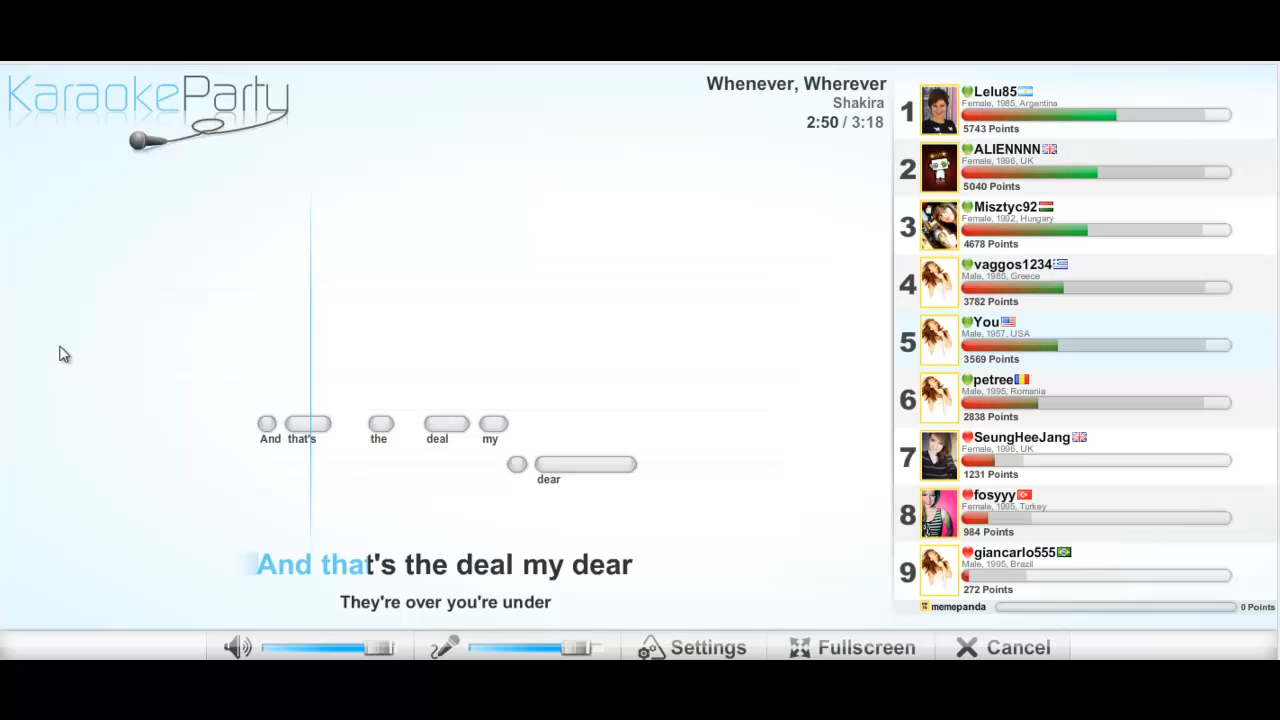 KaraokeParty
Whenever, Wherever
Shakira
2:50 / 3:18
And that's the deal my
dear
And that's the deal my dear
They're over you're under
1
Lelu85
Female, 1985, Argentina
5743 Points
2
ALIENNNN
Female, 1996, UK
5040 Points
3
Misztyc92
Female, 1992, Hungary
4678 Points
4
vaggos1234
Male, 1985, Greece
3782 Points
5
You
Male, 1957, USA
3569 Points
6
petree
Male, 1995, Romania
2838 Points
7
SeungHeeJang
Female, 1996, UK
1231 Points
8
fosyyy
Female, 1995, Turkey
984 Points
9
giancarlo555
Male, 1995, Brazil
272 Points
memepanda 0 Points
Settings Fullscreen Cancel